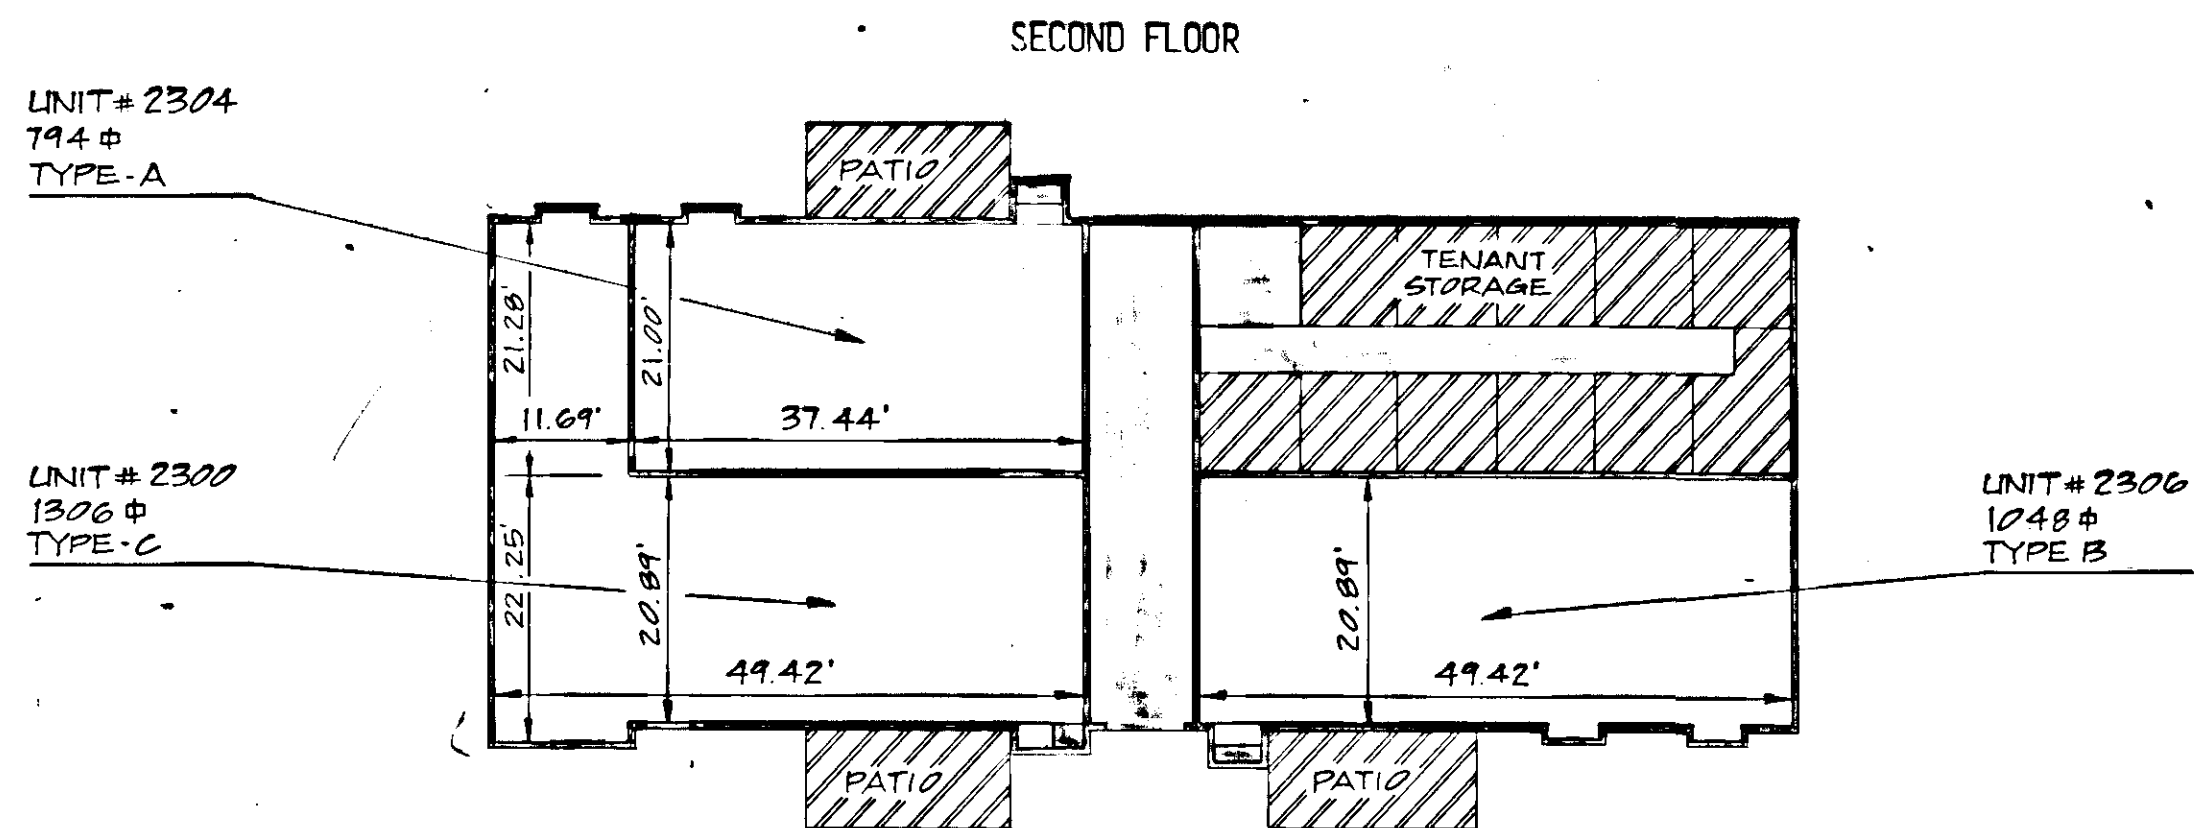 SECOND FLOOR
UNIT# 2304
794 ⌽
TYPE-A
PATIO
TENANT
STORAGE
21.28'
21.00'
11.69'
37.44'
UNIT# 2300
1306 ⌽
TYPE-C
UNIT# 2306
1048 ⌽
TYPE B
22.25'
20.89'
20.89'
49.42'
49.42'
PATIO
PATIO